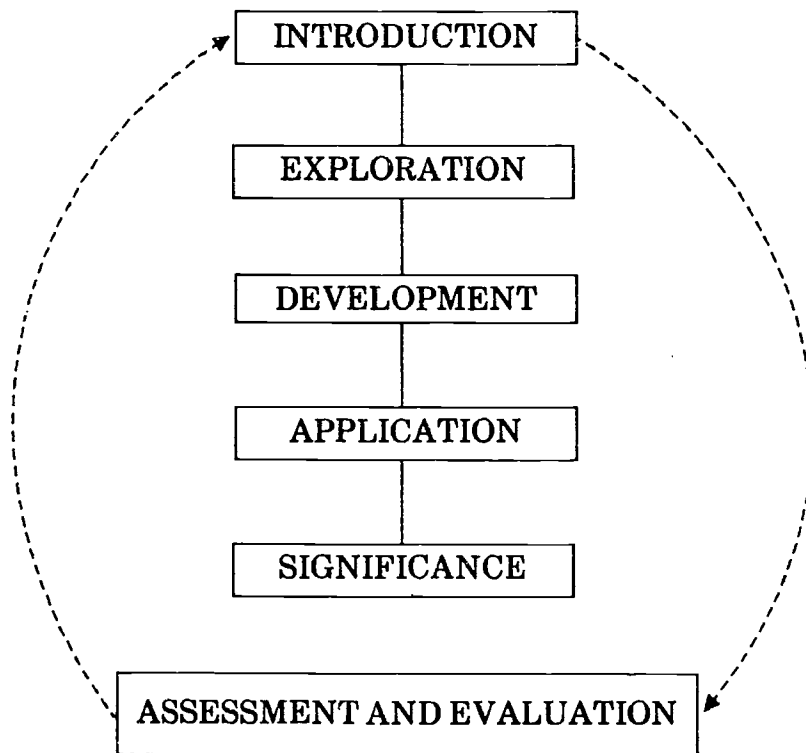 INTRODUCTION
EXPLORATION
DEVELOPMENT
APPLICATION
SIGNIFICANCE
ASSESSMENT AND EVALUATION